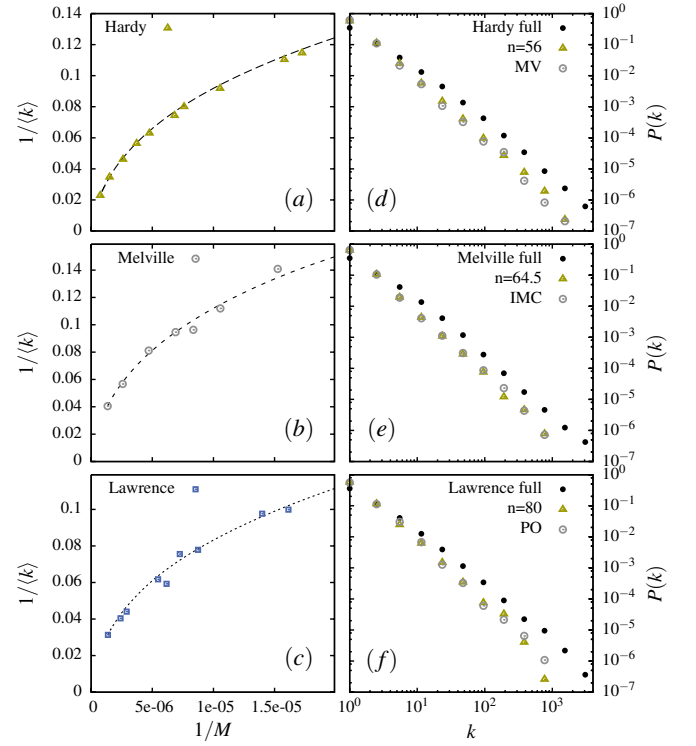 0.14
0.12
0.1
0.08
0.06
0.04
0.02
0
1/⟨k⟩
Hardy
(a)
Hardy full
n=56
MV
(d)
10^0
10^-1
10^-2
10^-3
10^-4
10^-5
10^-6
10^-7
P(k)
0.14
0.12
0.1
0.08
0.06
0.04
0.02
0
1/⟨k⟩
Melville
(b)
Melville full
n=64.5
IMC
(e)
10^0
10^-1
10^-2
10^-3
10^-4
10^-5
10^-6
10^-7
P(k)
0.1
0.08
0.06
0.04
0.02
0
1/⟨k⟩
Lawrence
(c)
Lawrence full
n=80
PO
(f)
10^0
10^-1
10^-2
10^-3
10^-4
10^-5
10^-6
10^-7
P(k)
0 5e-06 1e-05 1.5e-05
1/M
10^0 10^1 10^2 10^3
k